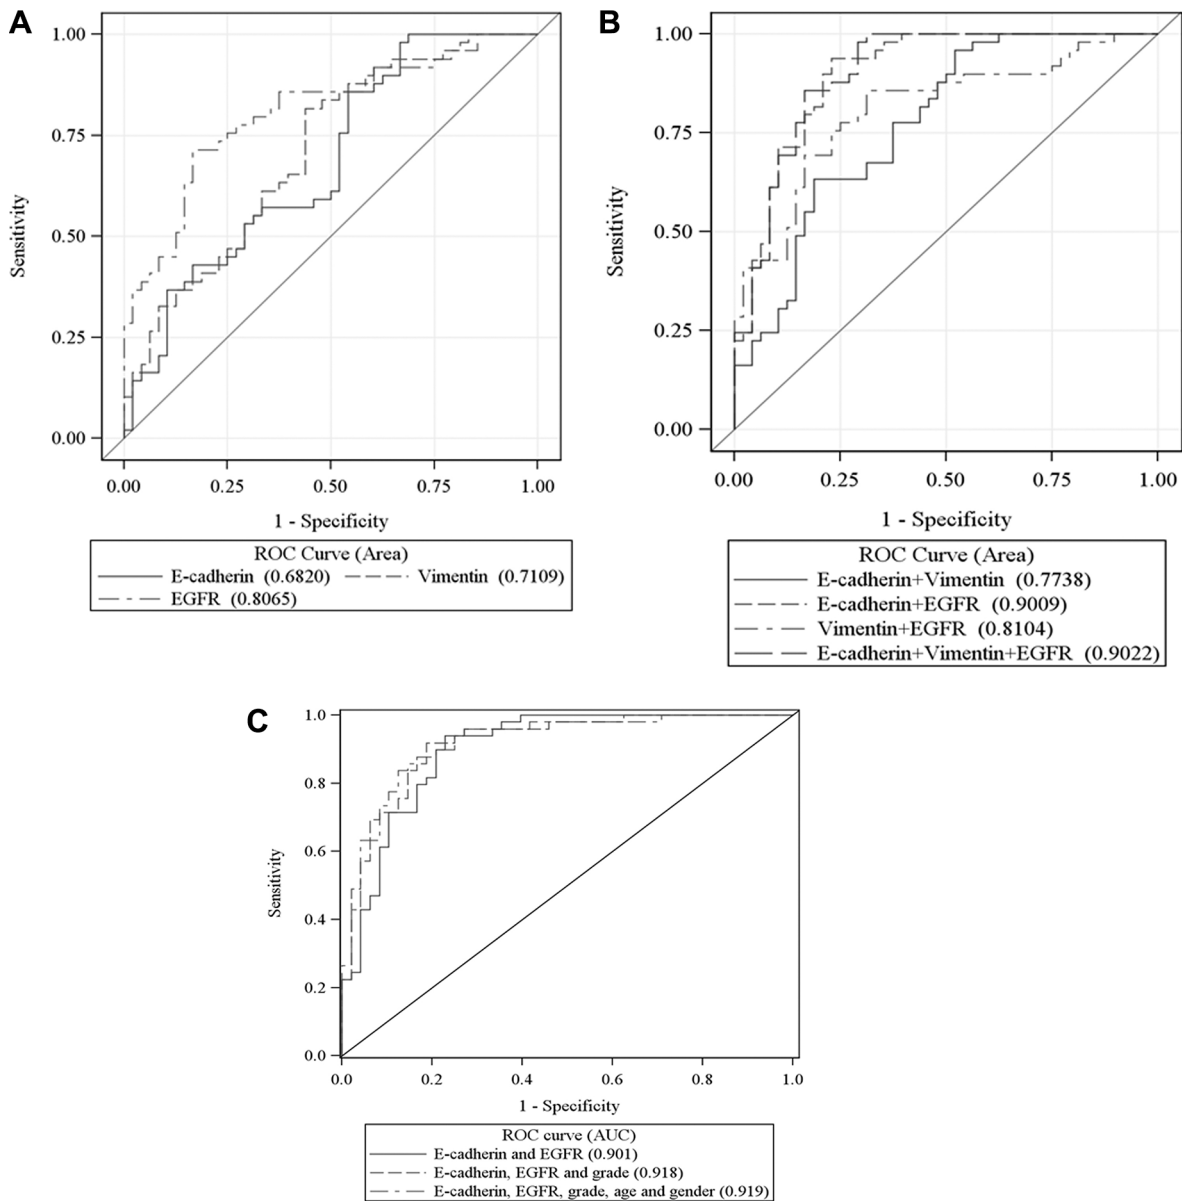 A
1.00
0.75
0.50
0.25
0.00
Sensitivity
0.00 0.25 0.50 0.75 1.00
1 - Specificity
ROC Curve (Area)
E-cadherin (0.6820) Vimentin (0.7109)
EGFR (0.8065)
B
1.00
0.75
0.50
0.25
0.00
Sensitivity
0.00 0.25 0.50 0.75 1.00
1 - Specificity
ROC Curve (Area)
E-cadherin+Vimentin (0.7738)
E-cadherin+EGFR (0.9009)
Vimentin+EGFR (0.8104)
E-cadherin+Vimentin+EGFR (0.9022)
C
1.0
0.8
0.6
0.4
0.2
0.0
Sensitivity
0.0 0.2 0.4 0.6 0.8 1.0
1 - Specificity
ROC curve (AUC)
E-cadherin and EGFR (0.901)
E-cadherin, EGFR and grade (0.918)
E-cadherin, EGFR, grade, age and gender (0.919)